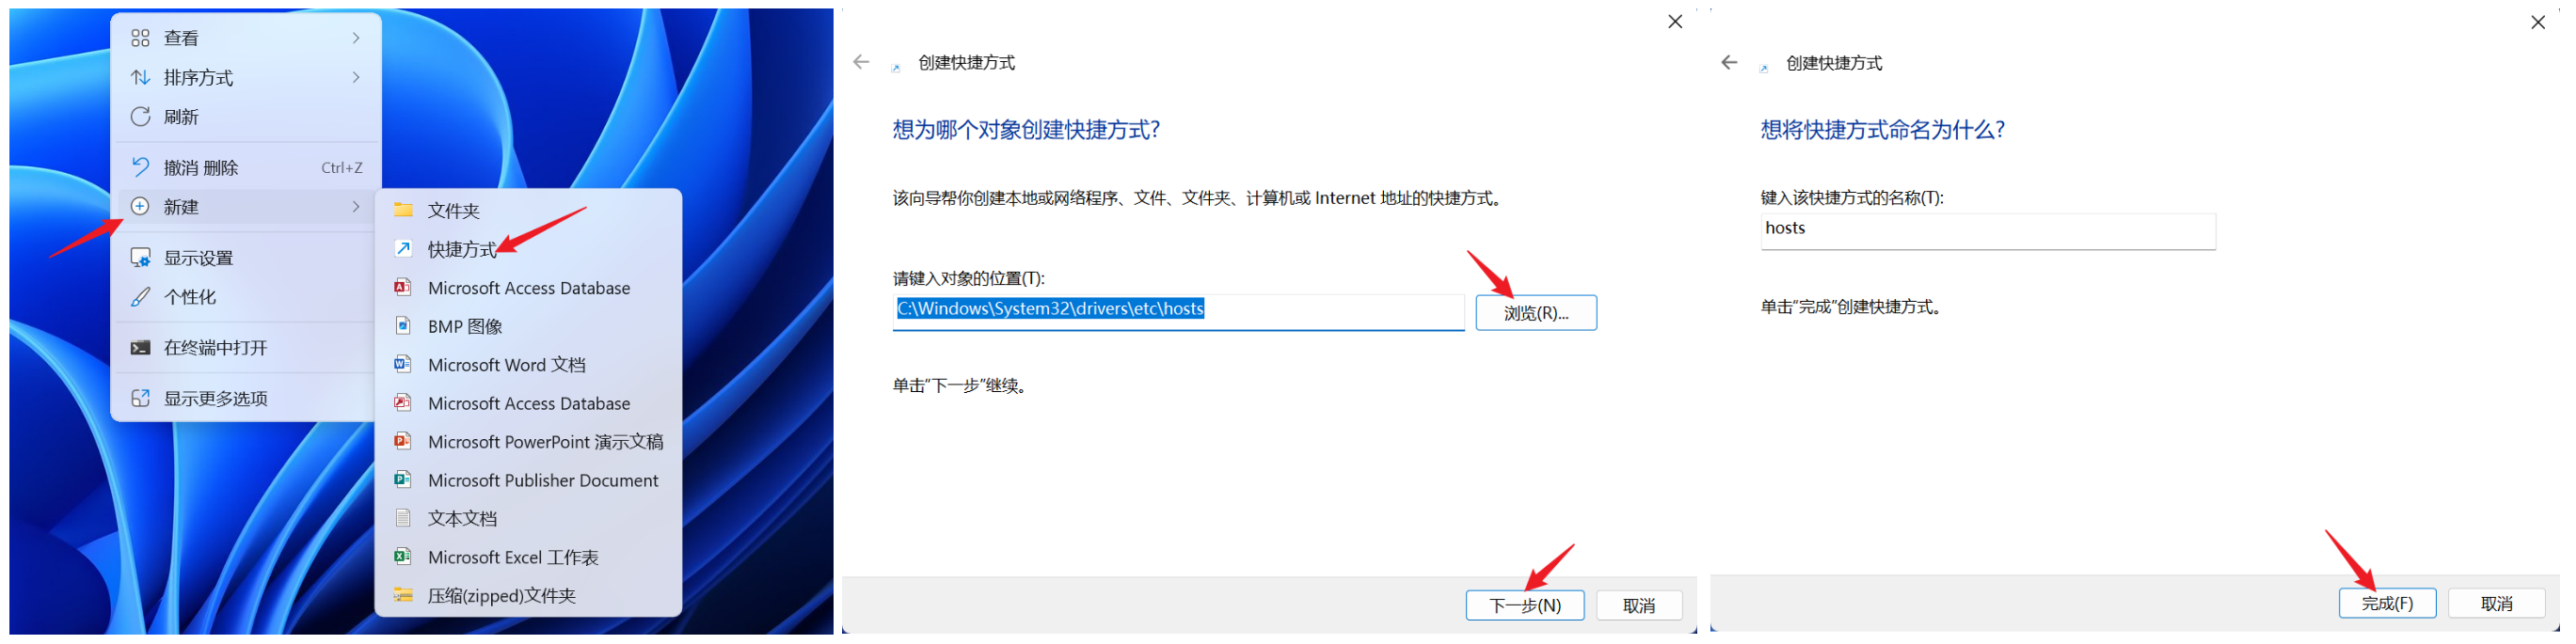 查看
排序方式
刷新
撤消 删除 Ctrl+Z
新建
显示设置
个性化
在终端中打开
显示更多选项
文件夹
快捷方式
Microsoft Access Database
BMP 图像
Microsoft Word 文档
Microsoft Access Database
Microsoft PowerPoint 演示文稿
Microsoft Publisher Document
文本文档
Microsoft Excel 工作表
压缩(zipped)文件夹
创建快捷方式
想为哪个对象创建快捷方式?
该向导帮你创建本地或网络程序、文件、文件夹、计算机或 Internet 地址的快捷方式。
请键入对象的位置(T):
C:\Windows\System32\drivers\etc\hosts
浏览(R)...
单击"下一步"继续。
下一步(N) 取消
创建快捷方式
想将快捷方式命名为什么?
键入该快捷方式的名称(T):
hosts
单击"完成"创建快捷方式。
完成(F) 取消